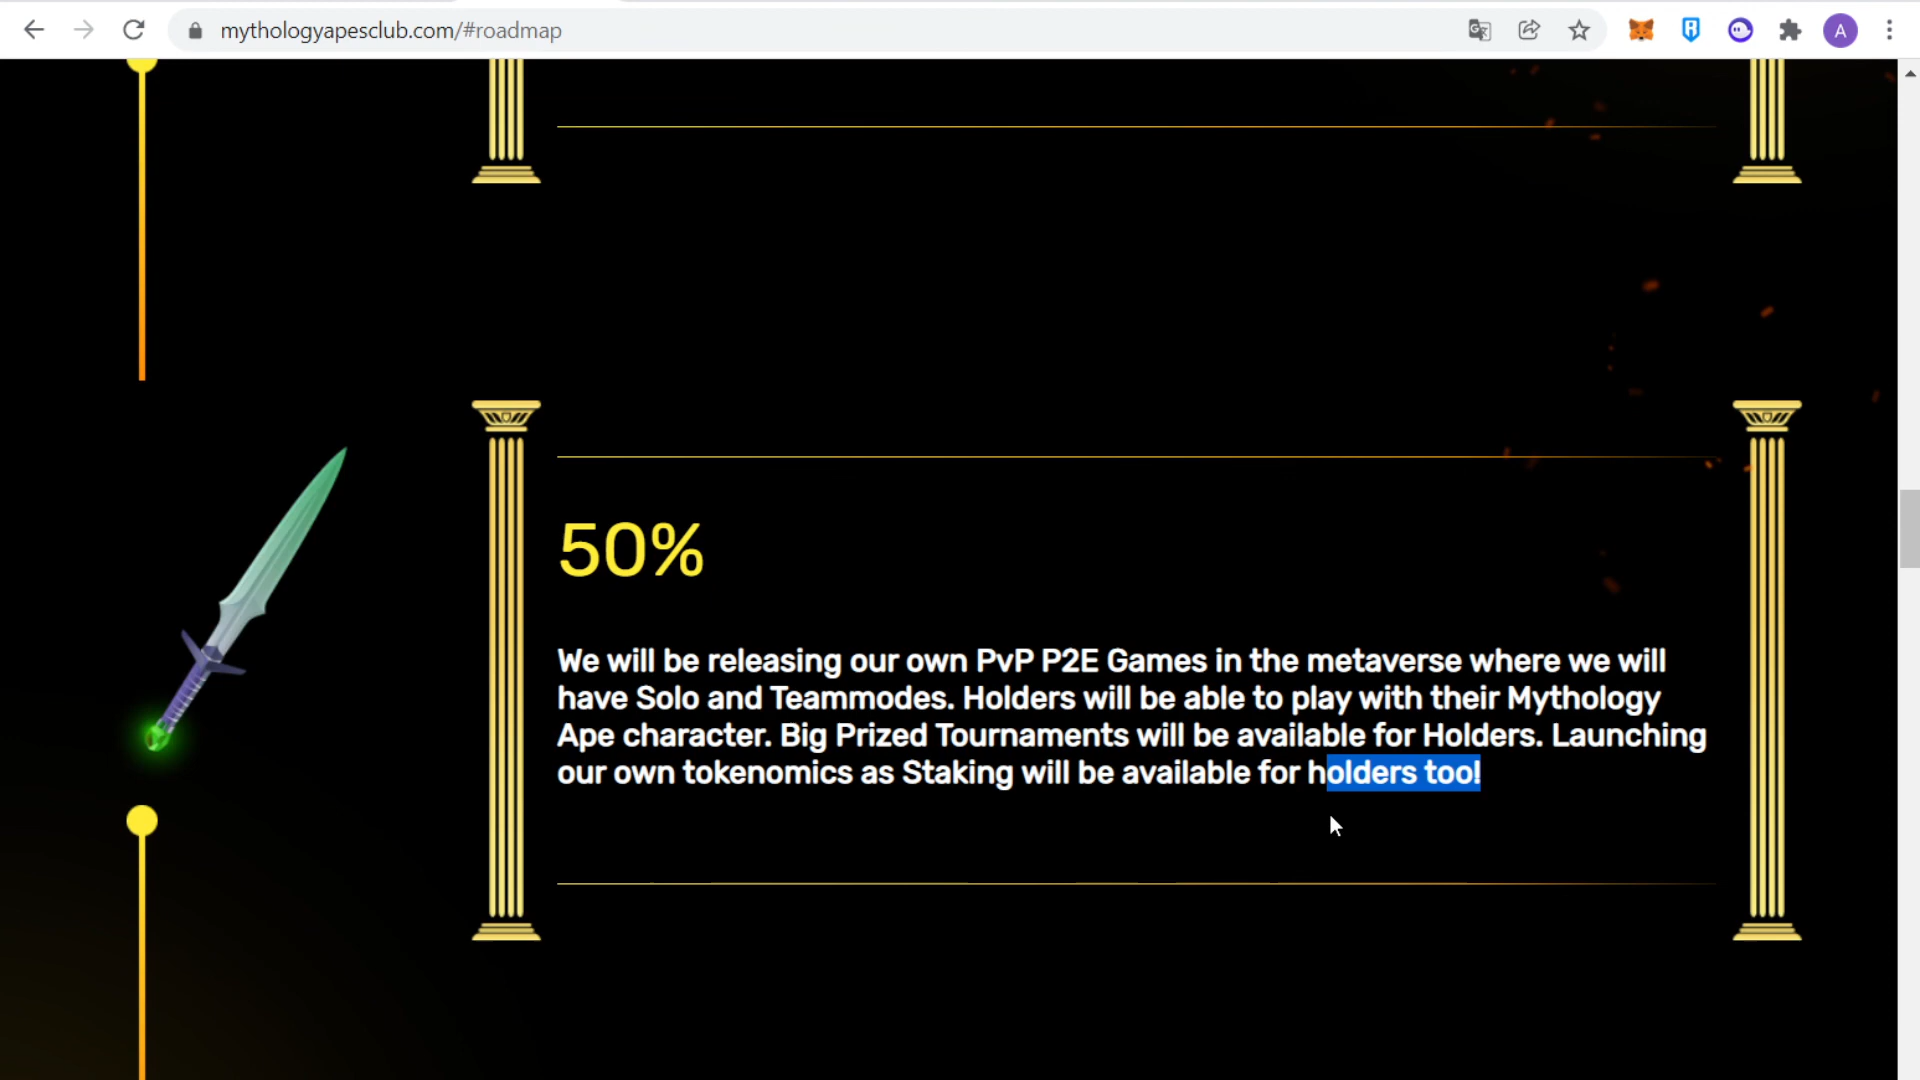 mythologyapesclub.com/#roadmap
A
50%
We will be releasing our own PvP P2E Games in the metaverse where we will
have Solo and Teammodes. Holders will be able to play with their Mythology
Ape character. Big Prized Tournaments will be available for Holders. Launching
our own tokenomics as Staking will be available for holders too!